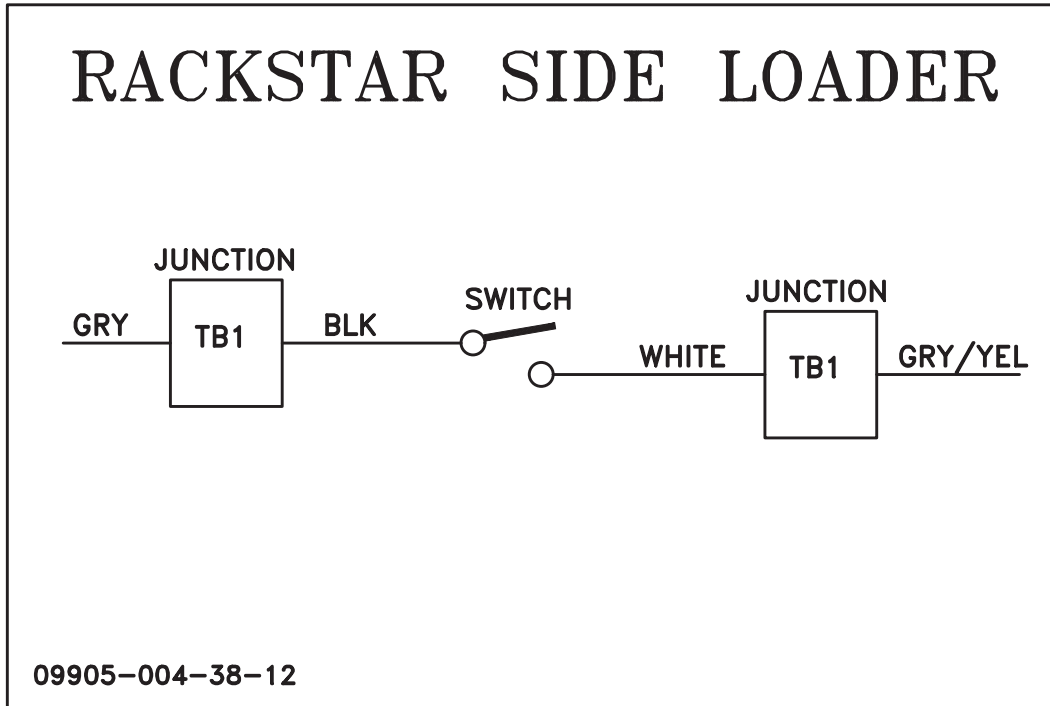 RACKSTAR SIDE LOADER
JUNCTION
GRY
TB1
BLK
SWITCH
WHITE
JUNCTION
TB1
GRY/YEL
09905-004-38-12